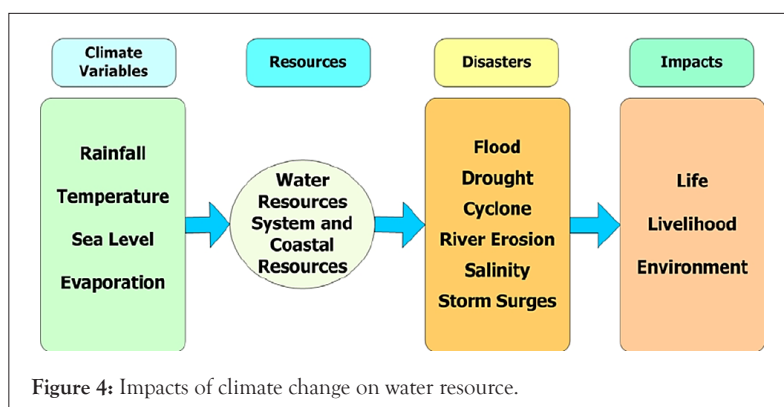 Climate
Variables
Resources
Disasters
Impacts
Rainfall
Temperature
Sea Level
Evaporation
Water
Resources
System and
Coastal
Resources
Flood
Drought
Cyclone
River Erosion
Salinity
Storm Surges
Life
Livelihood
Environment
Figure 4: Impacts of climate change on water resource.